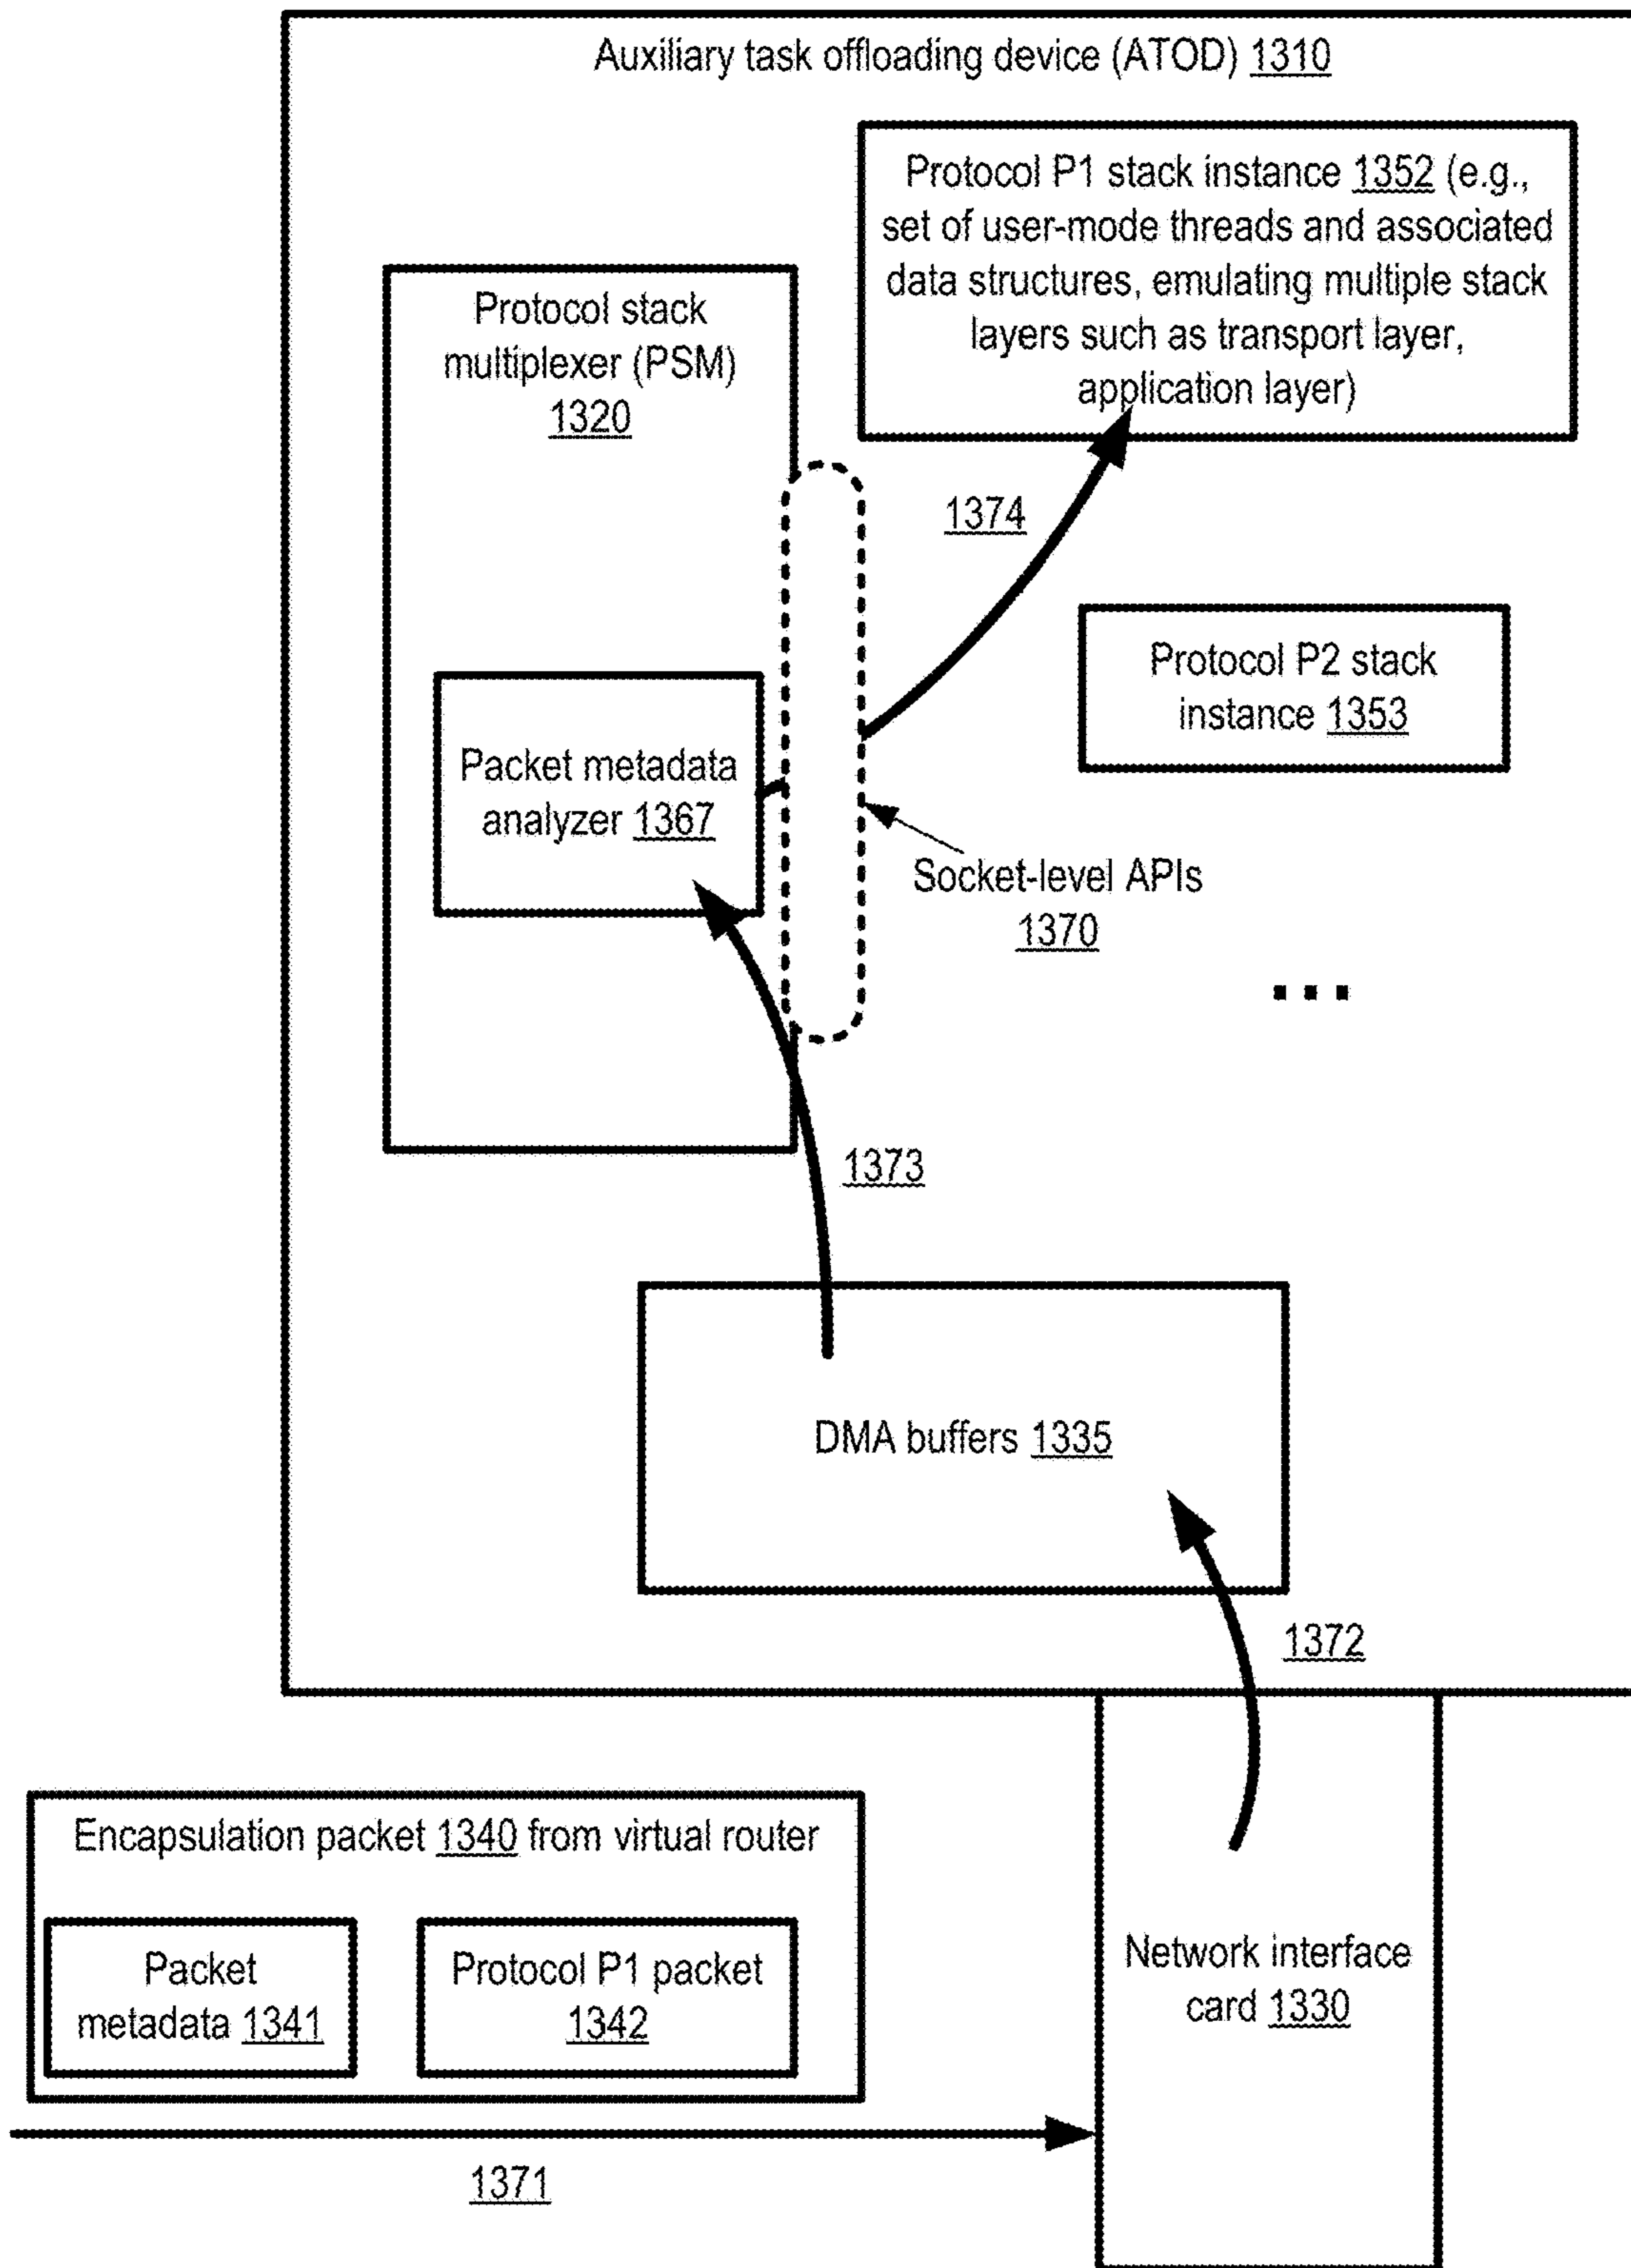 Auxiliary task offloading device (ATOD) 1310
Protocol P1 stack instance 1352 (e.g.,
set of user-mode threads and associated
data structures, emulating multiple stack
layers such as transport layer,
application layer)
Protocol stack
multiplexer (PSM)
1320
1374
Protocol P2 stack
instance 1353
Packet metadata
analyzer 1367
Socket-level APIs
1370
...
1373
DMA buffers 1335
1372
Encapsulation packet 1340 from virtual router
Packet
metadata 1341
Protocol P1 packet
1342
Network interface
card 1330
1371